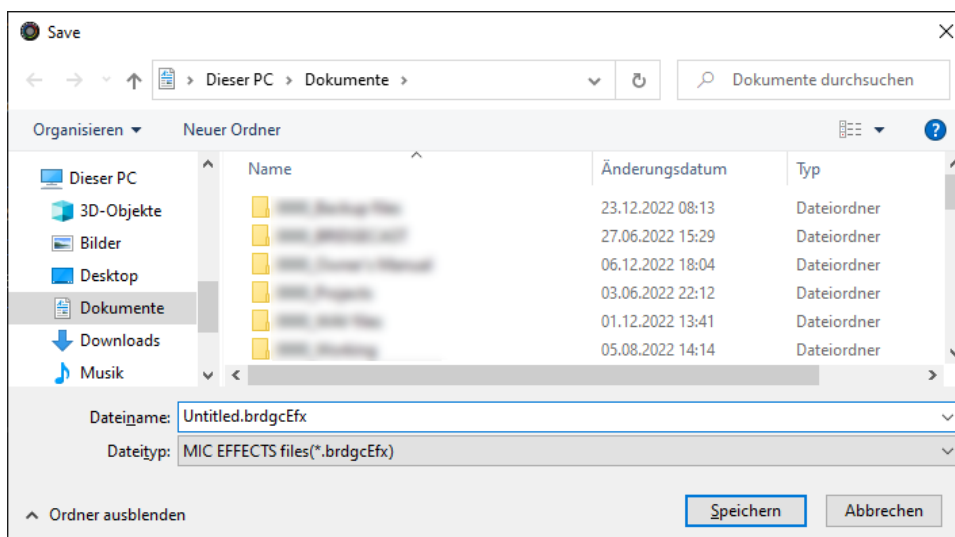 Save
Dieser PC > Dokumente >
Dokumente durchsuchen
Organisieren
Neuer Ordner
Name
Änderungsdatum
Typ
Dieser PC
3D-Objekte
Bilder
Desktop
Dokumente
Downloads
Musik
23.12.2022 08:13 Dateiordner
27.06.2022 15:29 Dateiordner
06.12.2022 18:04 Dateiordner
03.06.2022 22:12 Dateiordner
01.12.2022 13:41 Dateiordner
05.08.2022 14:14 Dateiordner
Dateiname: Untitled.brdgcEfx
Dateityp: MIC EFFECTS files(*.brdgcEfx)
Ordner ausblenden
Speichern
Abbrechen